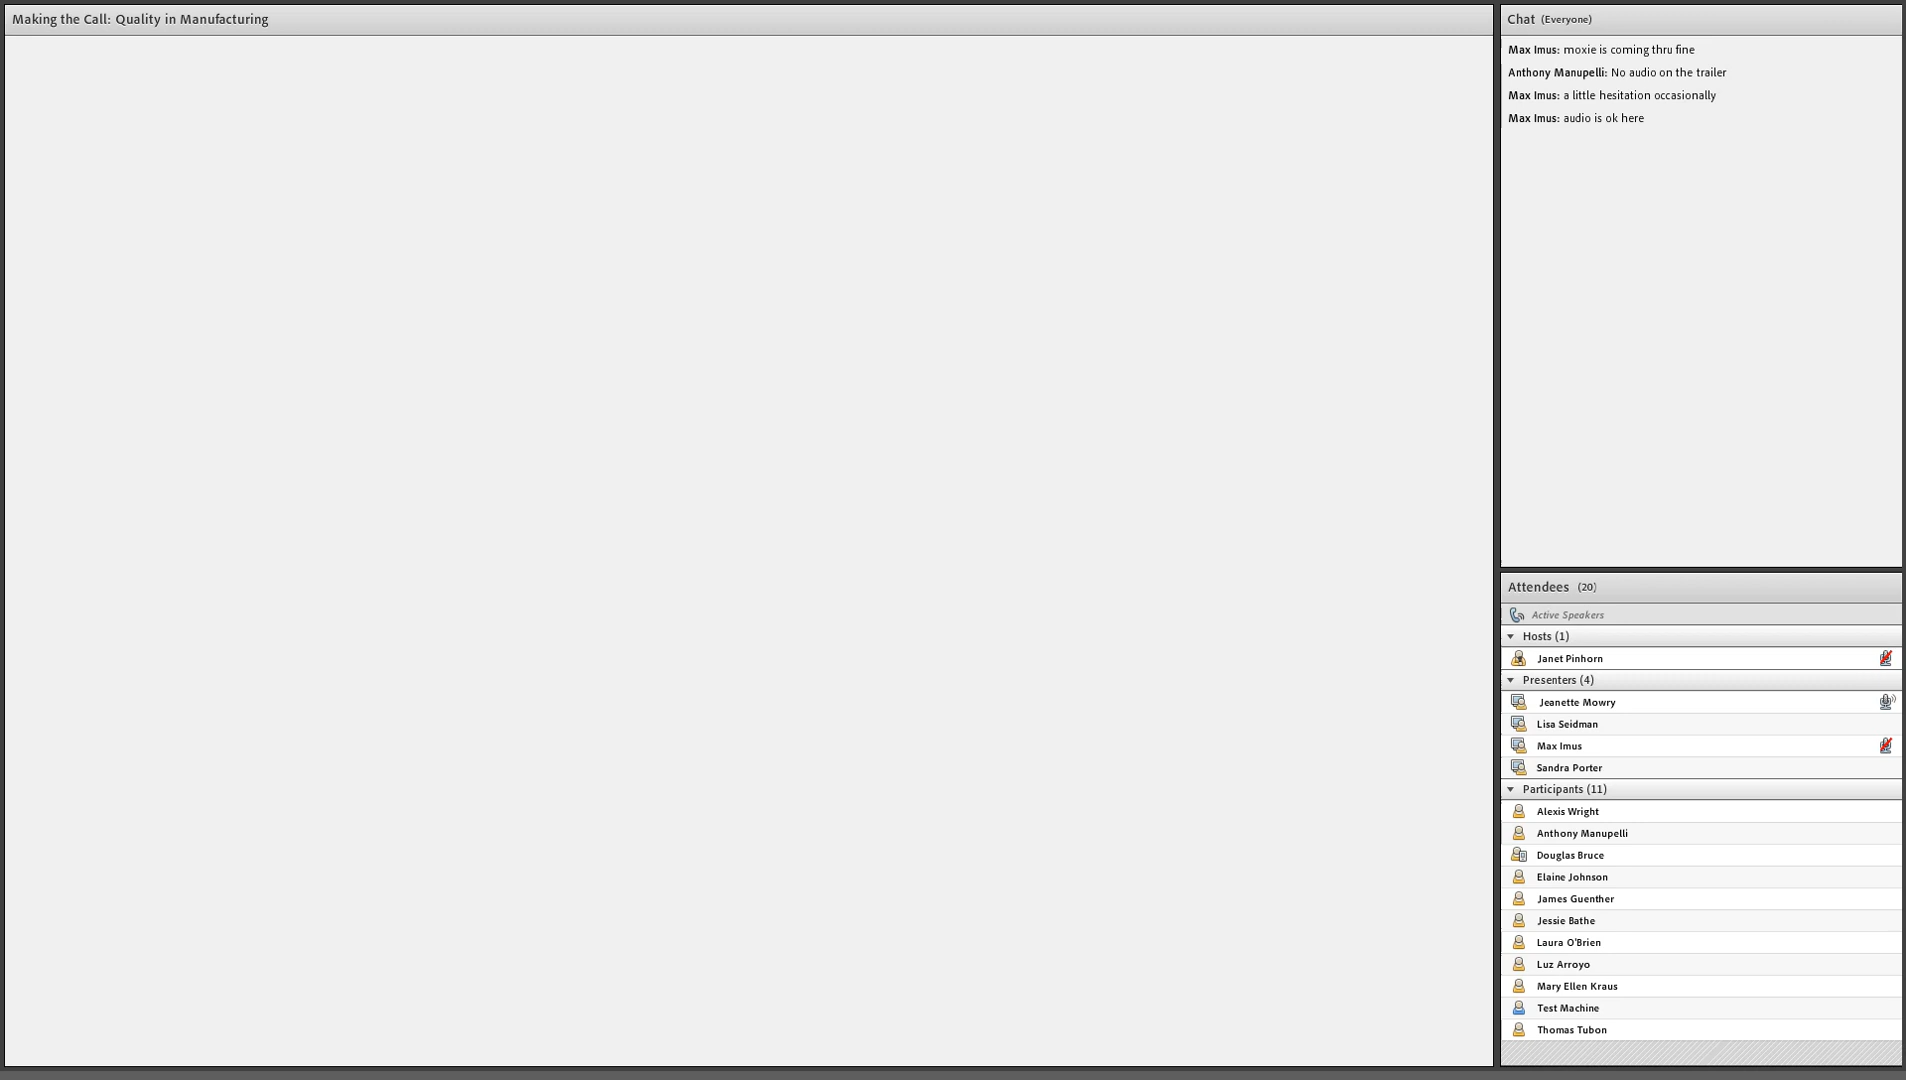 Making the Call: Quality in Manufacturing
Chat (Everyone)
Max Imus: moxie is coming thru fine
Anthony Manupelli: No audio on the trailer
Max Imus: a little hesitation occasionally
Max Imus: audio is ok here
Attendees (20)
Active Speakers
Hosts (1)
Janet Pinhorn
Presenters (4)
Jeanette Mowry
Lisa Seidman
Max Imus
Sandra Porter
Participants (11)
Alexis Wright
Anthony Manupelli
Douglas Bruce
Elaine Johnson
James Guenther
Jessie Bathe
Laura O'Brien
Luz Arroyo
Mary Ellen Kraus
Test Machine
Thomas Tubon